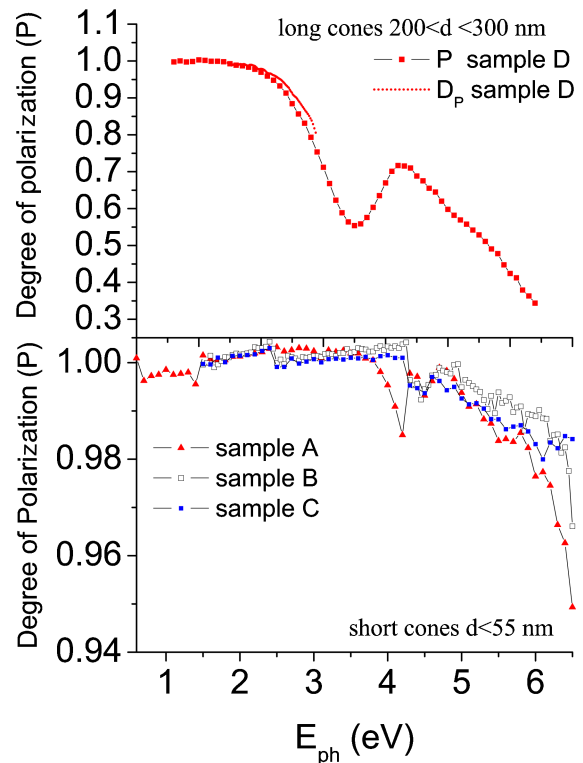 long cones 200<d <300 nm
P sample D
D_P sample D
Degree of polarization (P)
1.1
1.0
0.9
0.8
0.7
0.6
0.5
0.4
0.3
1.00
0.98
0.96
0.94
Degree of Polarization (P)
sample A
sample B
sample C
short cones d<55 nm
1 2 3 4 5 6
E_ph (eV)